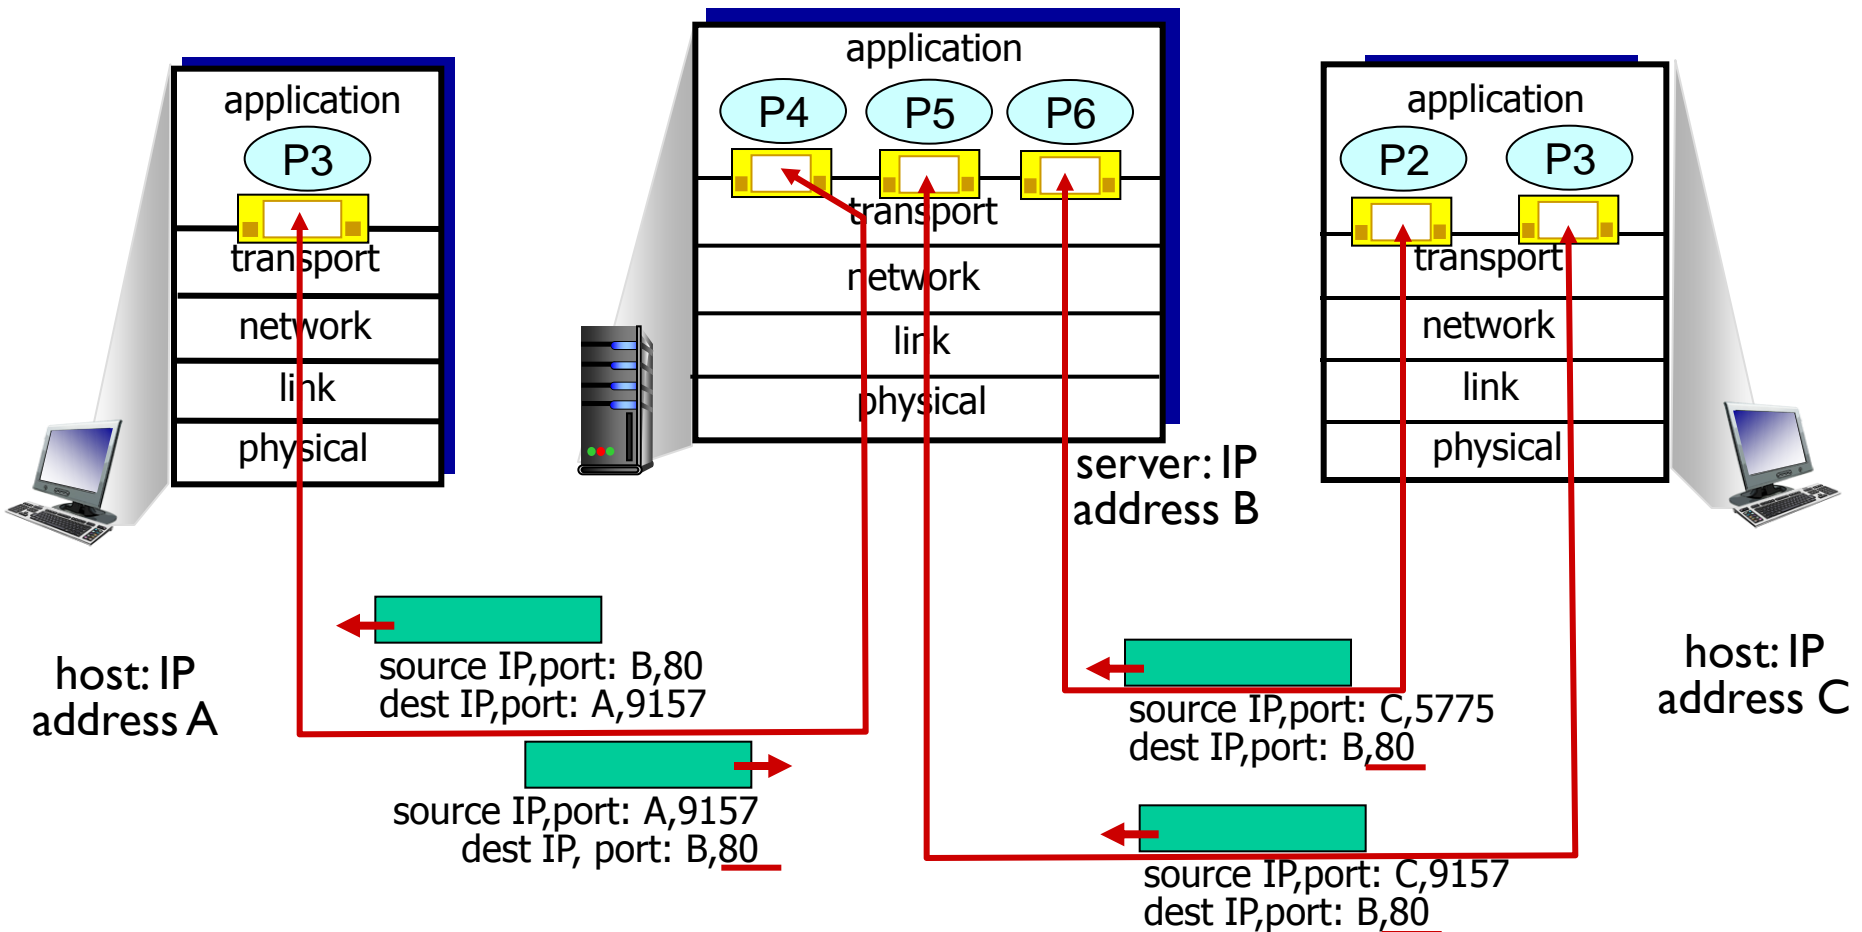 application
P3
transport
network
link
physical
host: IP
address A
application
P4 P5 P6
transport
network
link
physical
server: IP
address B
application
P2 P3
transport
network
link
physical
host: IP
address C
source IP,port: B,80
dest IP,port: A,9157
source IP,port: A,9157
dest IP, port: B,80
source IP,port: C,5775
dest IP,port: B,80
source IP,port: C,9157
dest IP,port: B,80